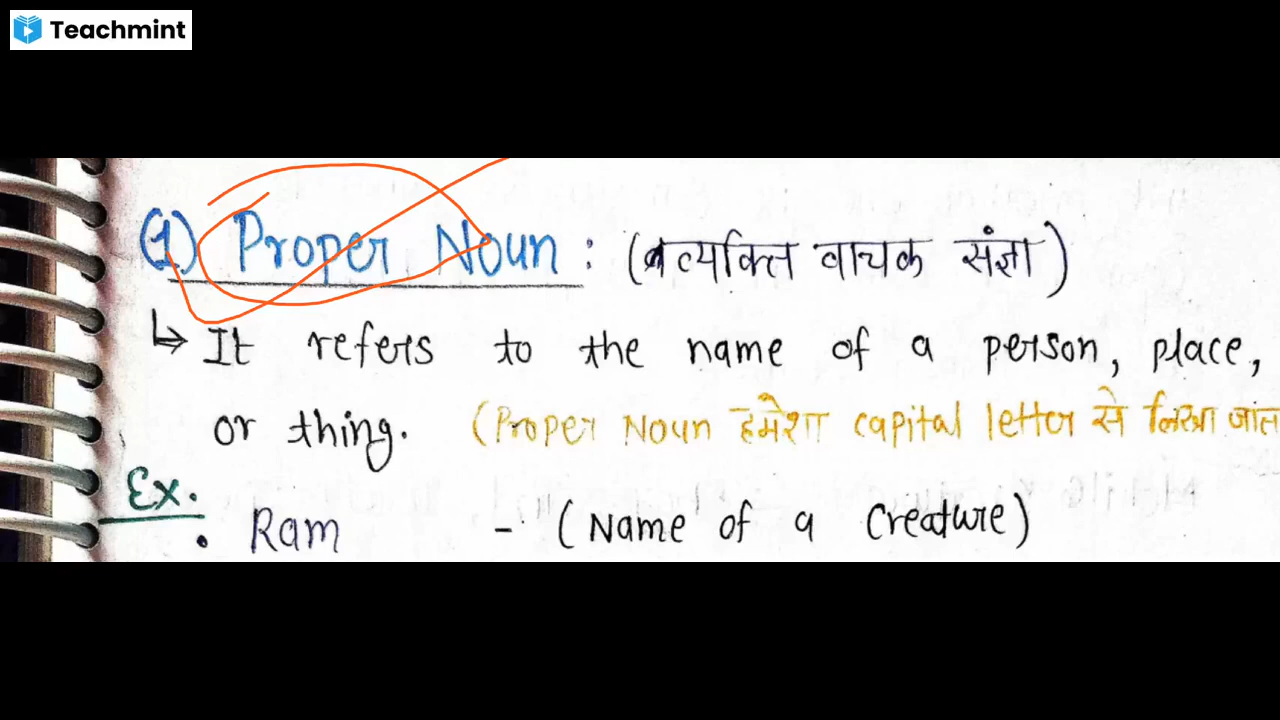 Teachmint
(1) Proper Noun : (व्यक्ति वाचक संज्ञा)
↳ It refers to the name of a person, place,
or thing. (Proper Noun हमेशा capital letter से लिखा
Ex.
. Ram - (Name of a Creature)